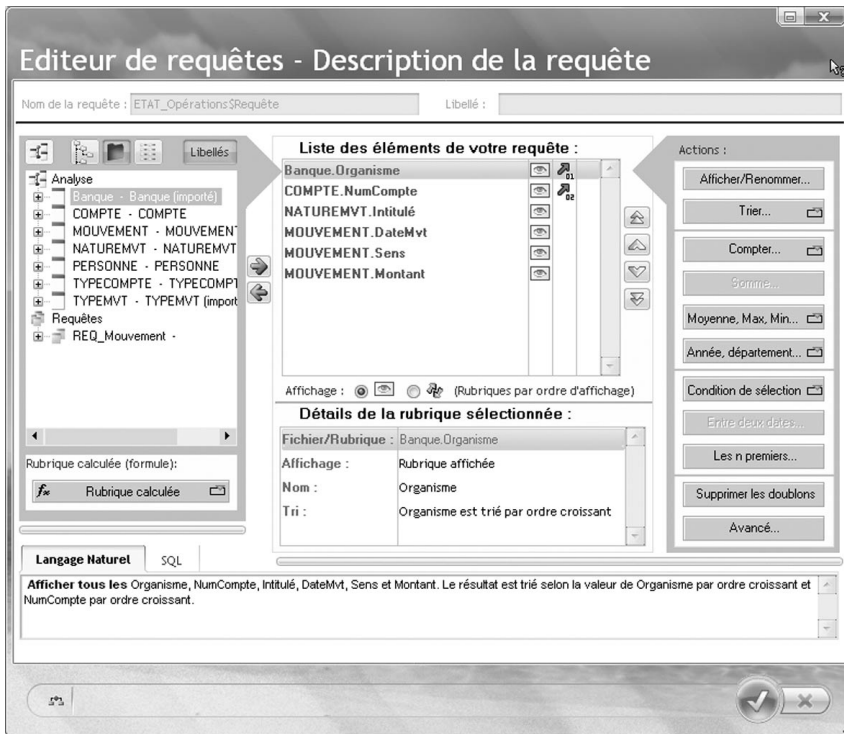 Editeur de requêtes - Description de la requête
Nom de la requête : ETAT_Opérations$Requête
Libellé :
Libellés
Analyse
Banque - Banque (importé)
COMPTE - COMPTE
MOUVEMENT - MOUVEMENT
NATUREMVT - NATUREMVT
PERSONNE - PERSONNE
TYPECOMPTE - TYPECOMPT
TYPEMVT - TYPEMVT (import
Requêtes
REQ_Mouvement -
Rubrique calculée (formule):
Rubrique calculée
Liste des éléments de votre requête :
Banque.Organisme 01
COMPTE.NumCompte 02
NATUREMVT.Intitulé
MOUVEMENT.DateMvt
MOUVEMENT.Sens
MOUVEMENT.Montant
Affichage : (Rubriques par ordre d'affichage)
Détails de la rubrique sélectionnée :
Fichier/Rubrique : Banque.Organisme
Affichage : Rubrique affichée
Nom : Organisme
Tri : Organisme est trié par ordre croissant
Actions :
Afficher/Renommer...
Trier...
Compter...
Somme...
Moyenne, Max, Min...
Année, département...
Condition de sélection
Entre deux dates...
Les n premiers...
Supprimer les doublons
Avancé...
Langage Naturel
SQL
Afficher tous les Organisme, NumCompte, Intitulé, DateMvt, Sens et Montant. Le résultat est trié selon la valeur de Organisme par ordre croissant et
NumCompte par ordre croissant.